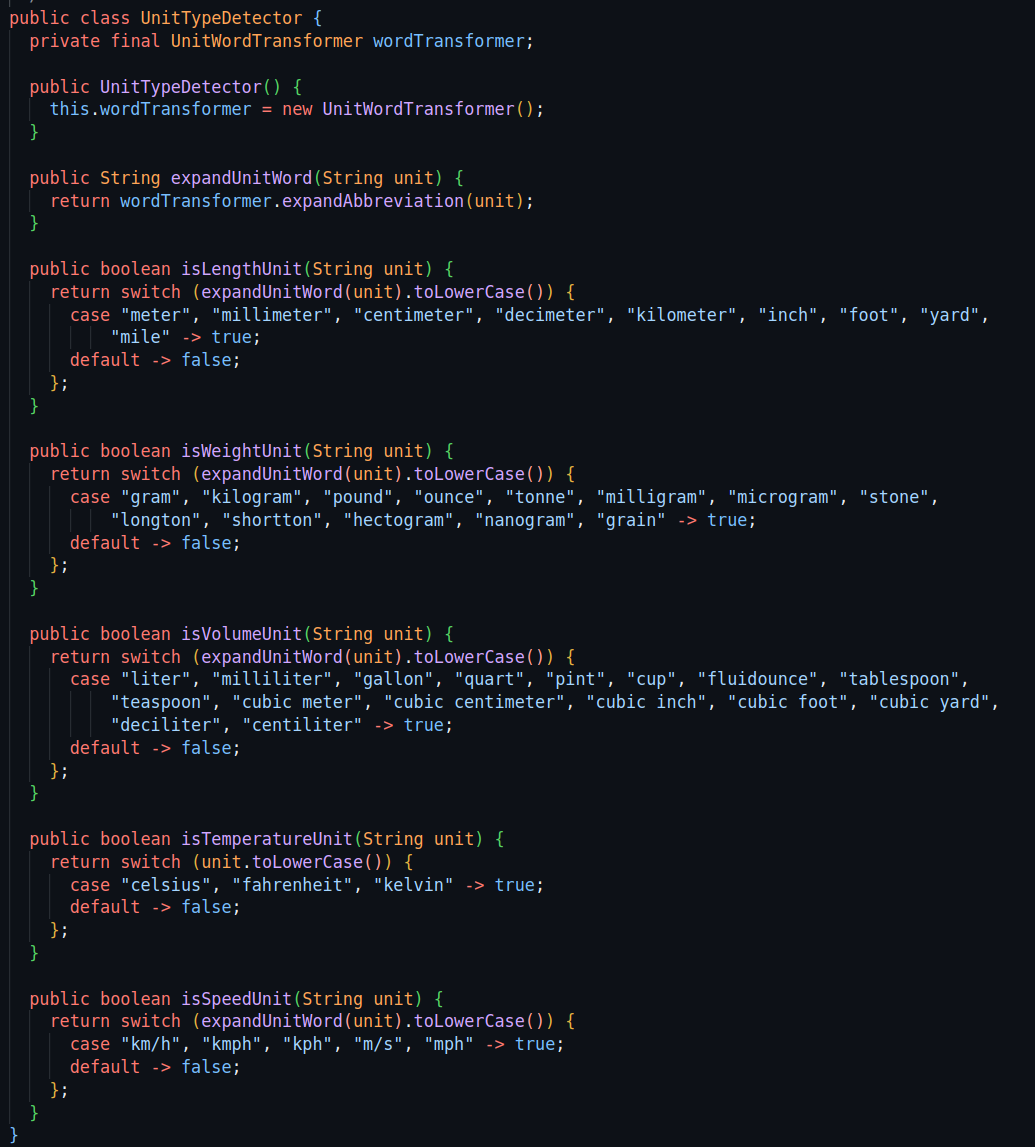 public class UnitTypeDetector {
  private final UnitWordTransformer wordTransformer;

  public UnitTypeDetector() {
    this.wordTransformer = new UnitWordTransformer();
  }

  public String expandUnitWord(String unit) {
    return wordTransformer.expandAbbreviation(unit);
  }

  public boolean isLengthUnit(String unit) {
    return switch (expandUnitWord(unit).toLowerCase()) {
      case "meter", "millimeter", "centimeter", "decimeter", "kilometer", "inch", "foot", "yard",
          "mile" -> true;
      default -> false;
    };
  }

  public boolean isWeightUnit(String unit) {
    return switch (expandUnitWord(unit).toLowerCase()) {
      case "gram", "kilogram", "pound", "ounce", "tonne", "milligram", "microgram", "stone",
          "longton", "shortton", "hectogram", "nanogram", "grain" -> true;
      default -> false;
    };
  }

  public boolean isVolumeUnit(String unit) {
    return switch (expandUnitWord(unit).toLowerCase()) {
      case "liter", "milliliter", "gallon", "quart", "pint", "cup", "fluidounce", "tablespoon",
          "teaspoon", "cubic meter", "cubic centimeter", "cubic inch", "cubic foot", "cubic yard",
          "deciliter", "centiliter" -> true;
      default -> false;
    };
  }

  public boolean isTemperatureUnit(String unit) {
    return switch (unit.toLowerCase()) {
      case "celsius", "fahrenheit", "kelvin" -> true;
      default -> false;
    };
  }

  public boolean isSpeedUnit(String unit) {
    return switch (expandUnitWord(unit).toLowerCase()) {
      case "km/h", "kmph", "kph", "m/s", "mph" -> true;
      default -> false;
    };
  }
}